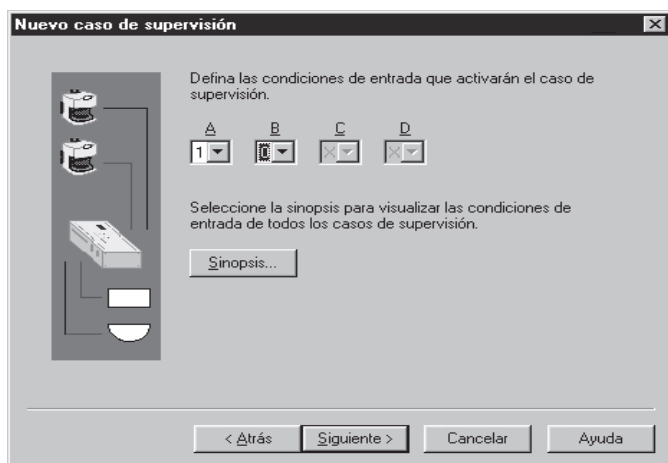 Nuevo caso de supervisión
Defina las condiciones de entrada que activarán el caso de
supervisión.
A B C D
1 0 X X
Seleccione la sinopsis para visualizar las condiciones de
entrada de todos los casos de supervisión.
Sinopsis...
< Atrás Siguiente > Cancelar Ayuda